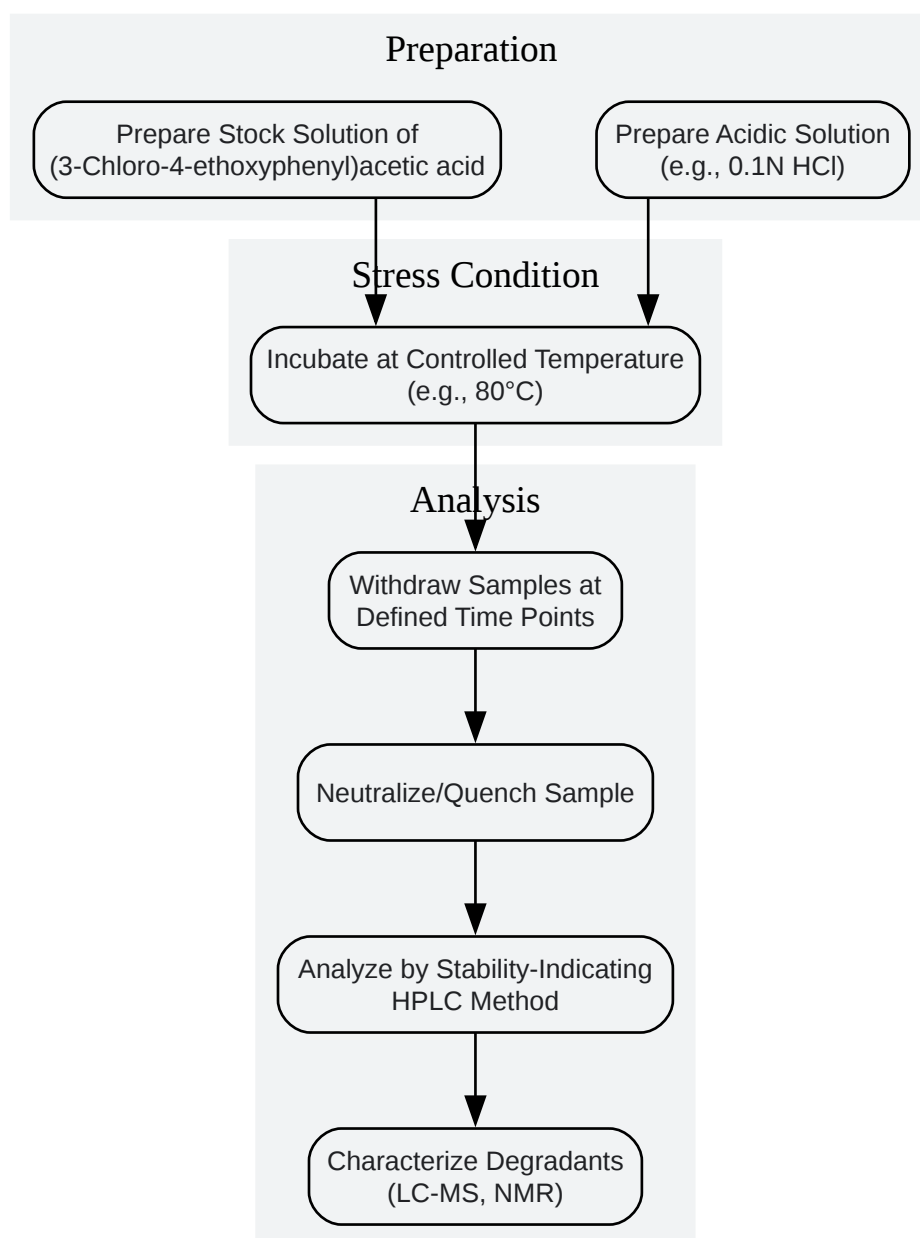 Preparation
Prepare Stock Solution of
(3-Chloro-4-ethoxyphenyl)acetic acid
Prepare Acidic Solution
(e.g., 0.1N HCl)
Stress Condition
Incubate at Controlled Temperature
(e.g., 80°C)
Analysis
Withdraw Samples at
Defined Time Points
Neutralize/Quench Sample
Analyze by Stability-Indicating
HPLC Method
Characterize Degradants
(LC-MS, NMR)